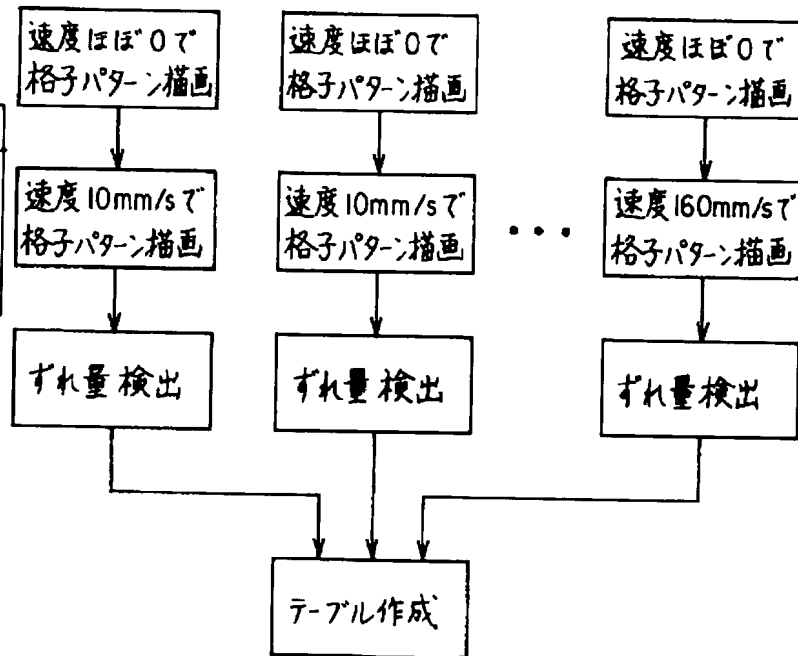 速度ほぼ0で
格子パターン描画
速度10mm/sで
格子パターン描画
ずれ量検出
速度ほぼ0で
格子パターン描画
速度10mm/sで
格子パターン描画
ずれ量検出
・・・
速度ほぼ0で
格子パターン描画
速度160mm/sで
格子パターン描画
ずれ量検出
テーブル作成